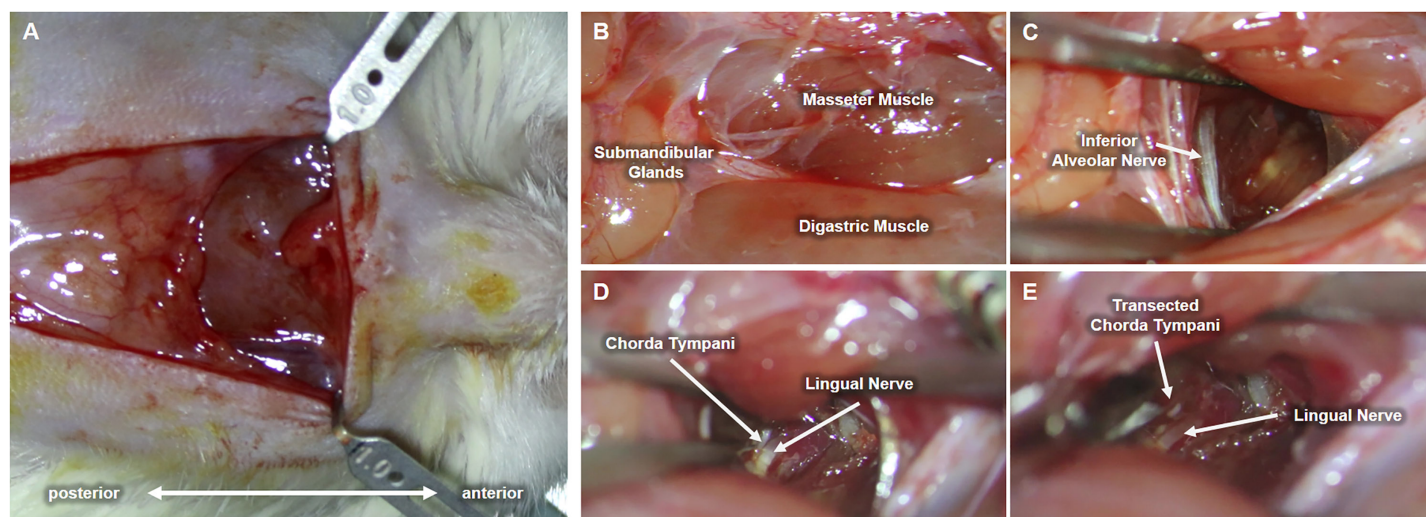 A
1.0
1.0
posterior
anterior
B
Masseter Muscle
Submandibular
Glands
Digastric Muscle
C
Inferior
Alveolar Nerve
D
Chorda Tympani
Lingual Nerve
E
Transected
Chorda Tympani
Lingual Nerve